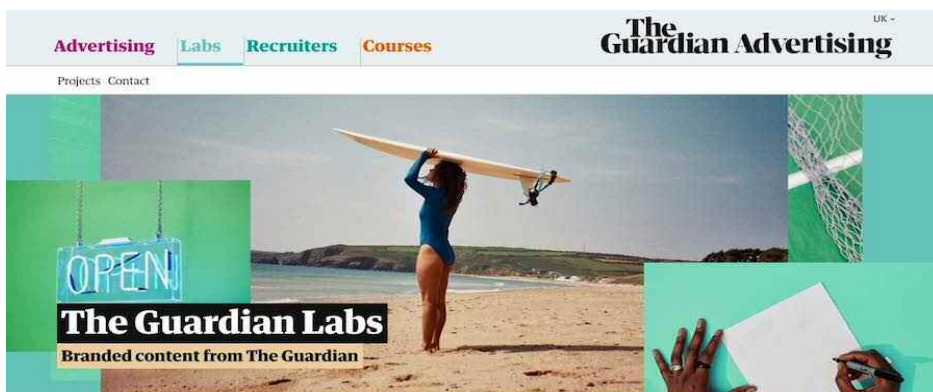 UK
The
Guardian Advertising
Advertising Labs Recruiters Courses
Projects Contact
OPEN
The Guardian Labs
Branded content from The Guardian